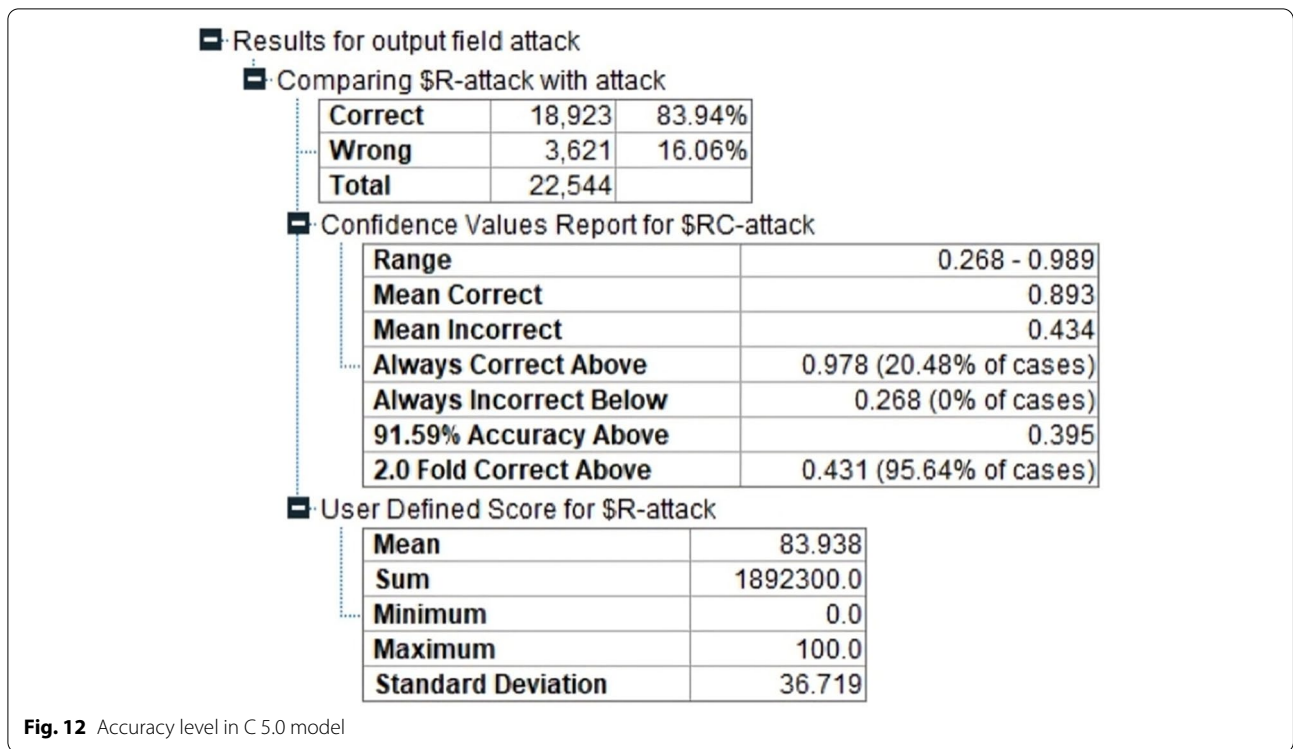 Results for output field attack
Comparing $R-attack with attack
Correct 18,923 83.94%
Wrong 3,621 16.06%
Total 22,544
Confidence Values Report for $RC-attack
Range 0.268 - 0.989
Mean Correct 0.893
Mean Incorrect 0.434
Always Correct Above 0.978 (20.48% of cases)
Always Incorrect Below 0.268 (0% of cases)
91.59% Accuracy Above 0.395
2.0 Fold Correct Above 0.431 (95.64% of cases)
User Defined Score for $R-attack
Mean 83.938
Sum 1892300.0
Minimum 0.0
Maximum 100.0
Standard Deviation 36.719
Fig. 12 Accuracy level in C 5.0 model